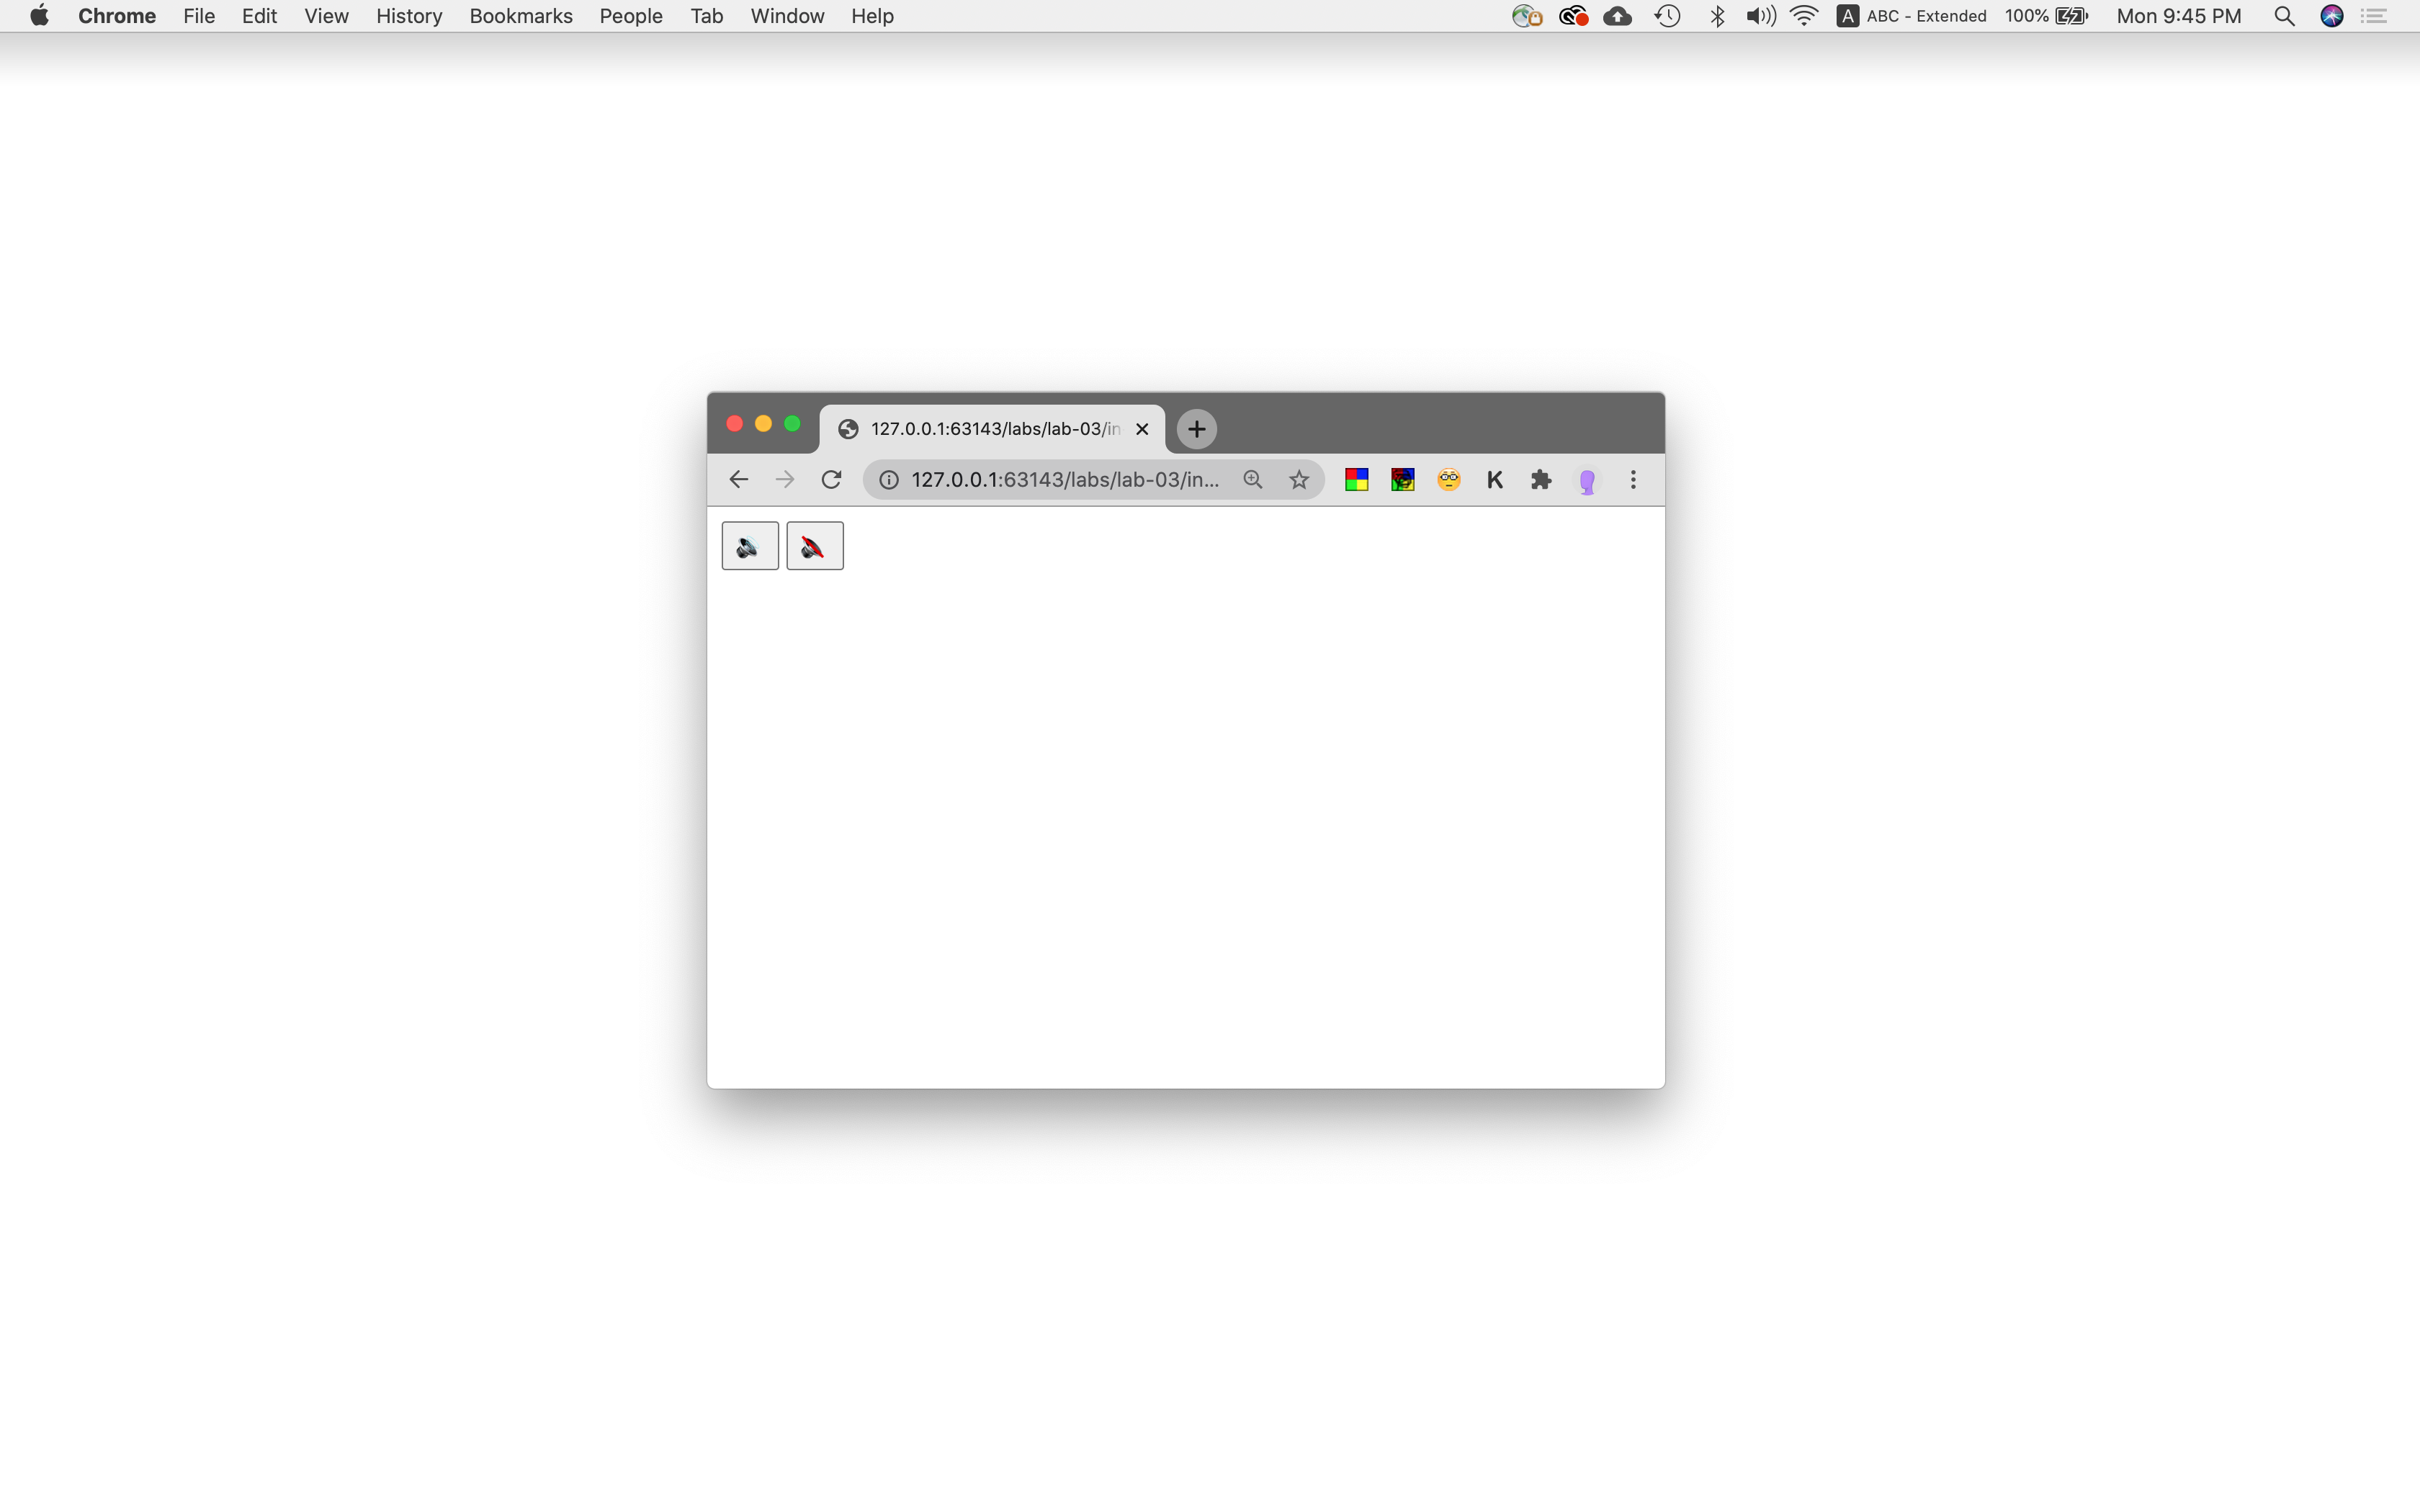 Chrome File Edit View History Bookmarks People Tab Window Help A ABC - Extended 100% Mon 9:45 PM
127.0.0.1:63143/labs/lab-03/in
127.0.0.1:63143/labs/lab-03/in... K